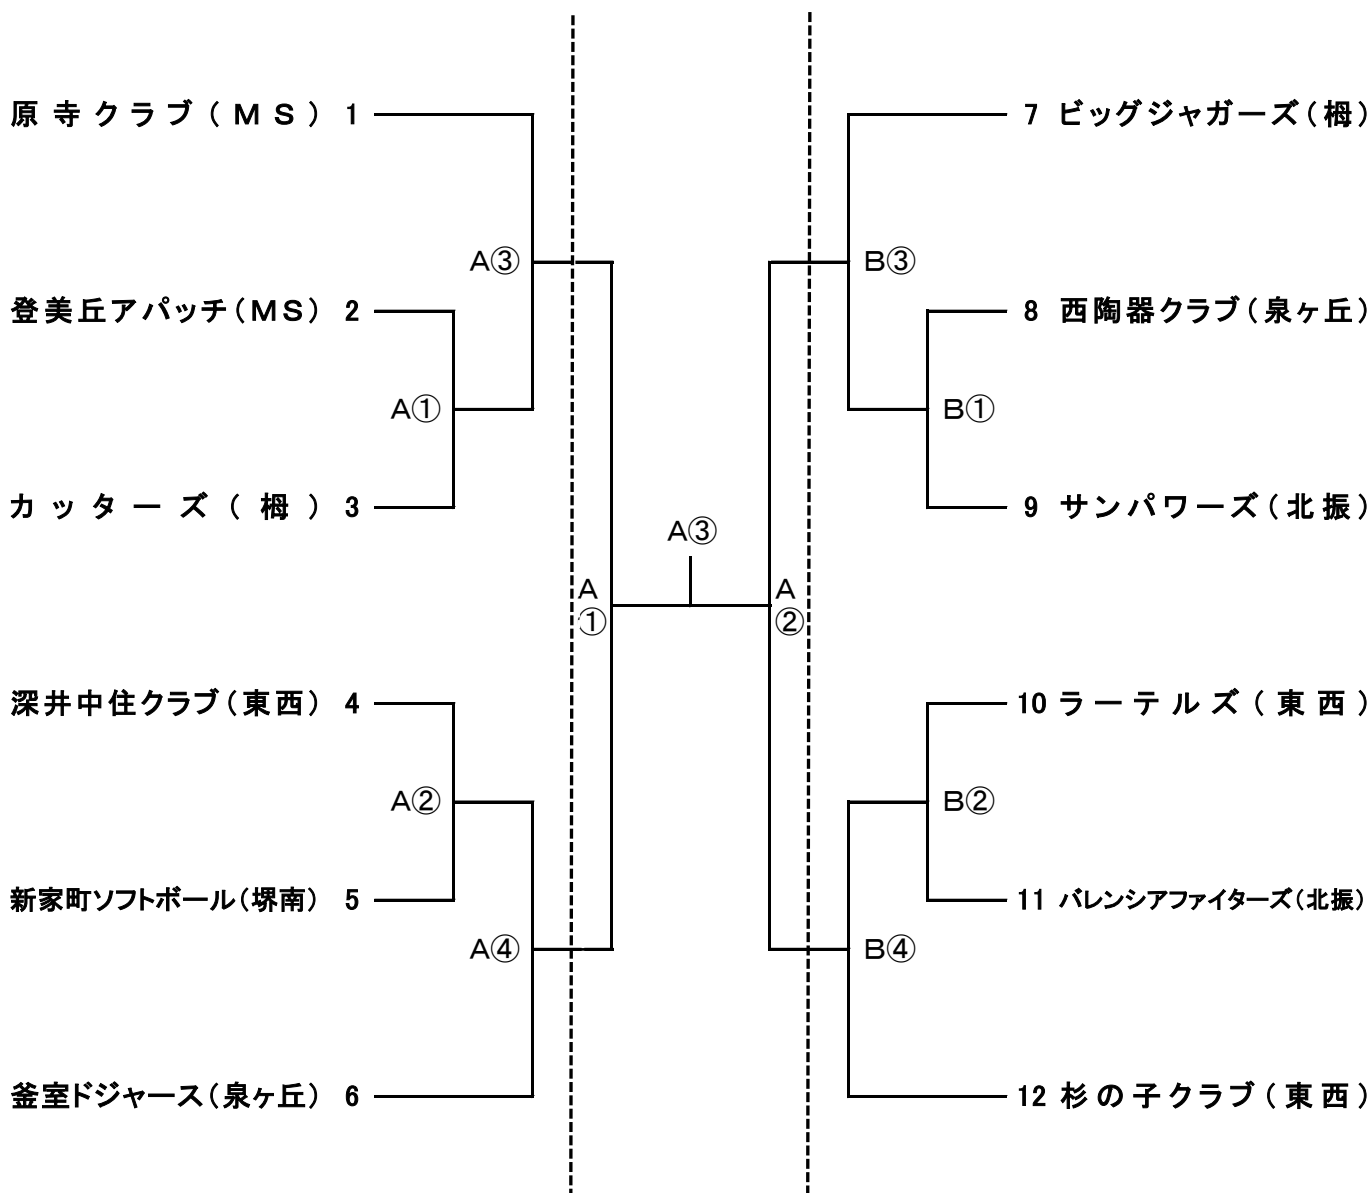 原寺クラブ(MS) 1
7 ビッグジャガーズ(栂)
A③
B③
登美丘アパッチ(MS) 2
8 西陶器クラブ(泉ヶ丘)
A①
B①
カッターズ(栂) 3
9 サンパワーズ(北振)
A③
A
①
A
②
深井中住クラブ(東西) 4
10 ラーテルズ(東西)
A②
B②
新家町ソフトボール(堺南) 5
11 バレンシアファイターズ(北振)
A④
B④
釜室ドジャース(泉ヶ丘) 6
12 杉の子クラブ(東西)